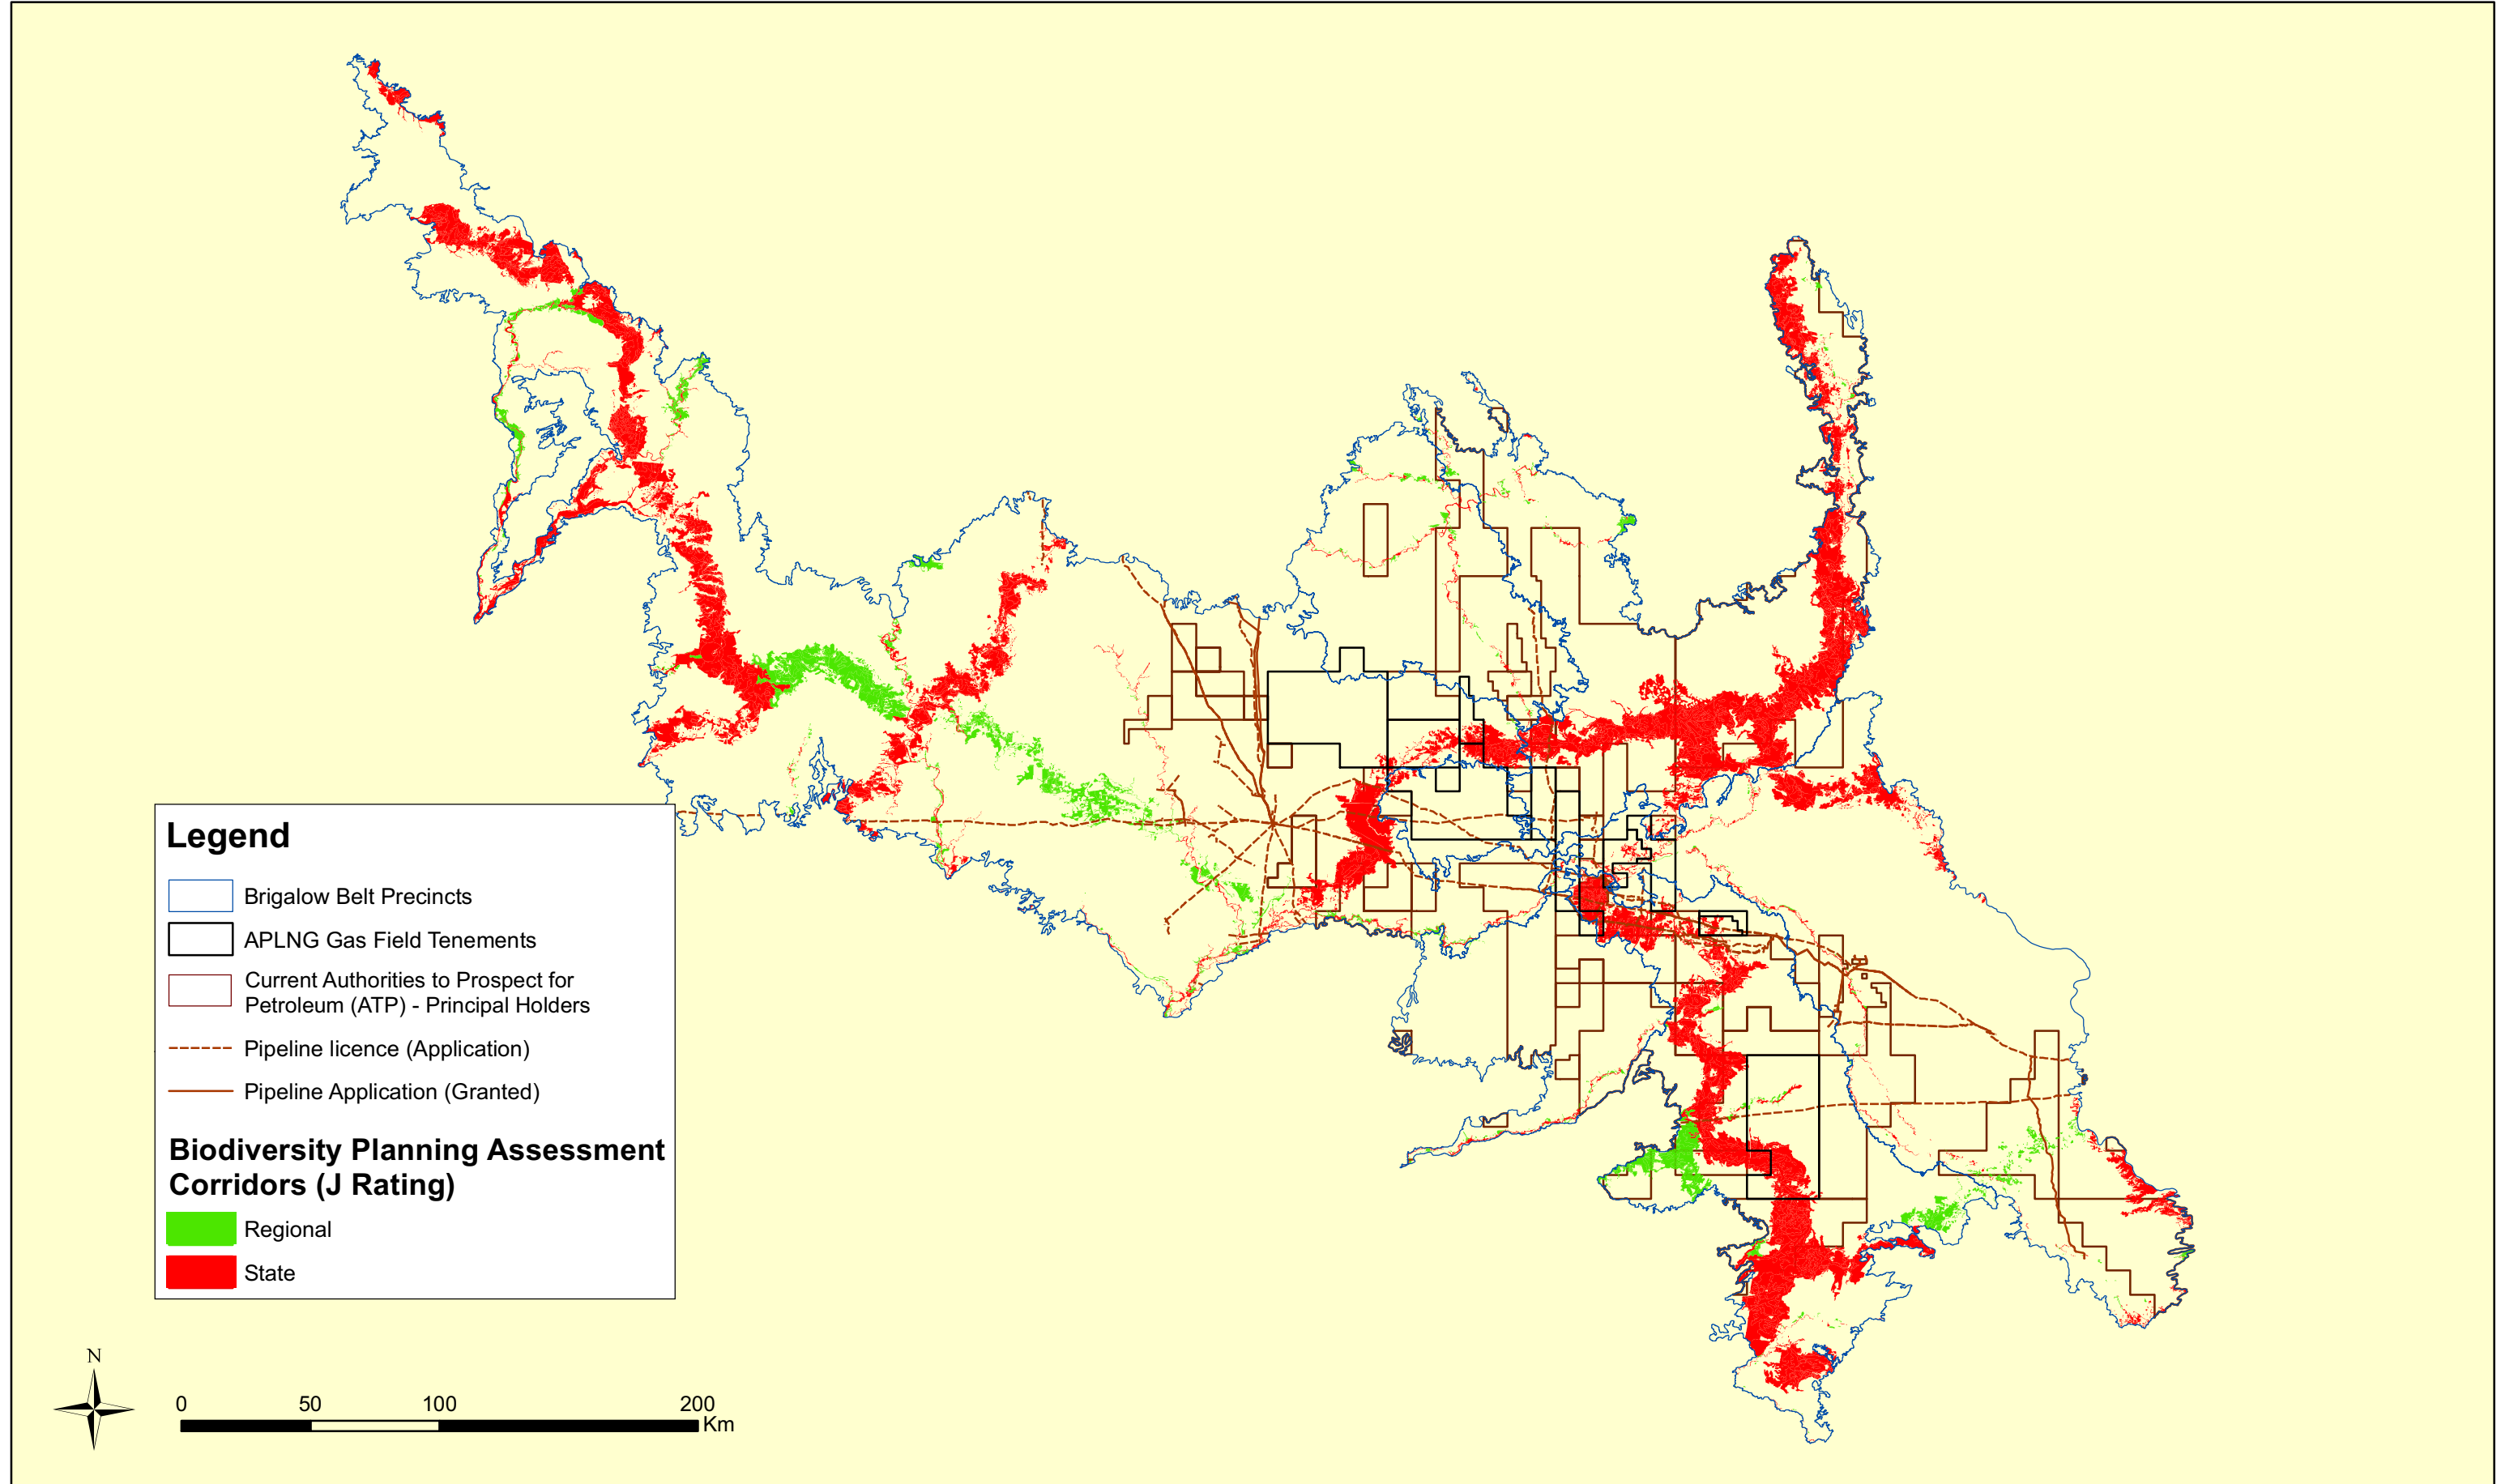 Legend
Brigalow Belt Precincts
APLNG Gas Field Tenements
Current Authorities to Prospect for
Petroleum (ATP) - Principal Holders
Pipeline licence (Application)
Pipeline Application (Granted)
Biodiversity Planning Assessment
Corridors (J Rating)
Regional
State
N
0 50 100 200
Km